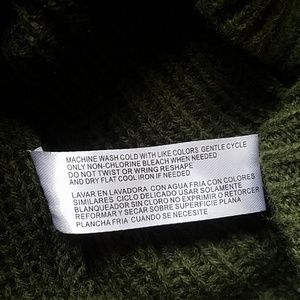 MACHINE WASH COLD WITH LIKE COLORS GENTLE CYCLE
ONLY NON-CHLORINE BLEACH WHEN NEEDED
DO NOT TWIST OR WRING RESHAPE
AND DRY FLAT COOL IRON IF NEEDED
LAVAR EN LAVADORA CON AGUA FRIA CON COLORES
SIMILARES CICLO DELICADO USAR SOLAMENTE
BLANQUEADOR SIN CLORO NO EXPRIMIR O RETORCER
REFORMAR Y SECAR SOBRE SUPERFICIE PLANA
PLANCHA FRIA CUANDO SE NECESITE